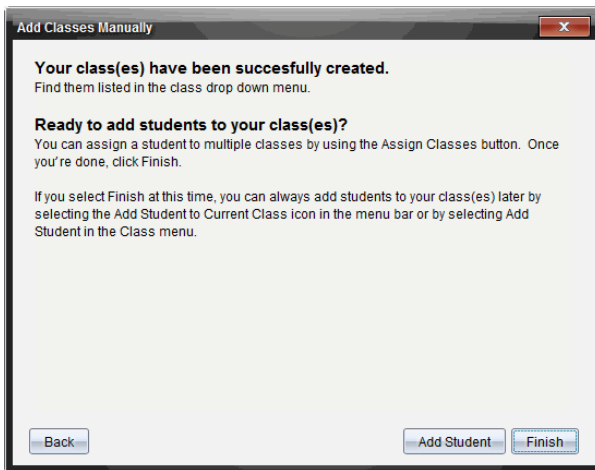 Add Classes Manually
Your class(es) have been succesfully created.
Find them listed in the class drop down menu.
Ready to add students to your class(es)?
You can assign a student to multiple classes by using the Assign Classes button. Once
you're done, click Finish.
If you select Finish at this time, you can always add students to your class(es) later by
selecting the Add Student to Current Class icon in the menu bar or by selecting Add
Student in the Class menu.
Back Add Student Finish